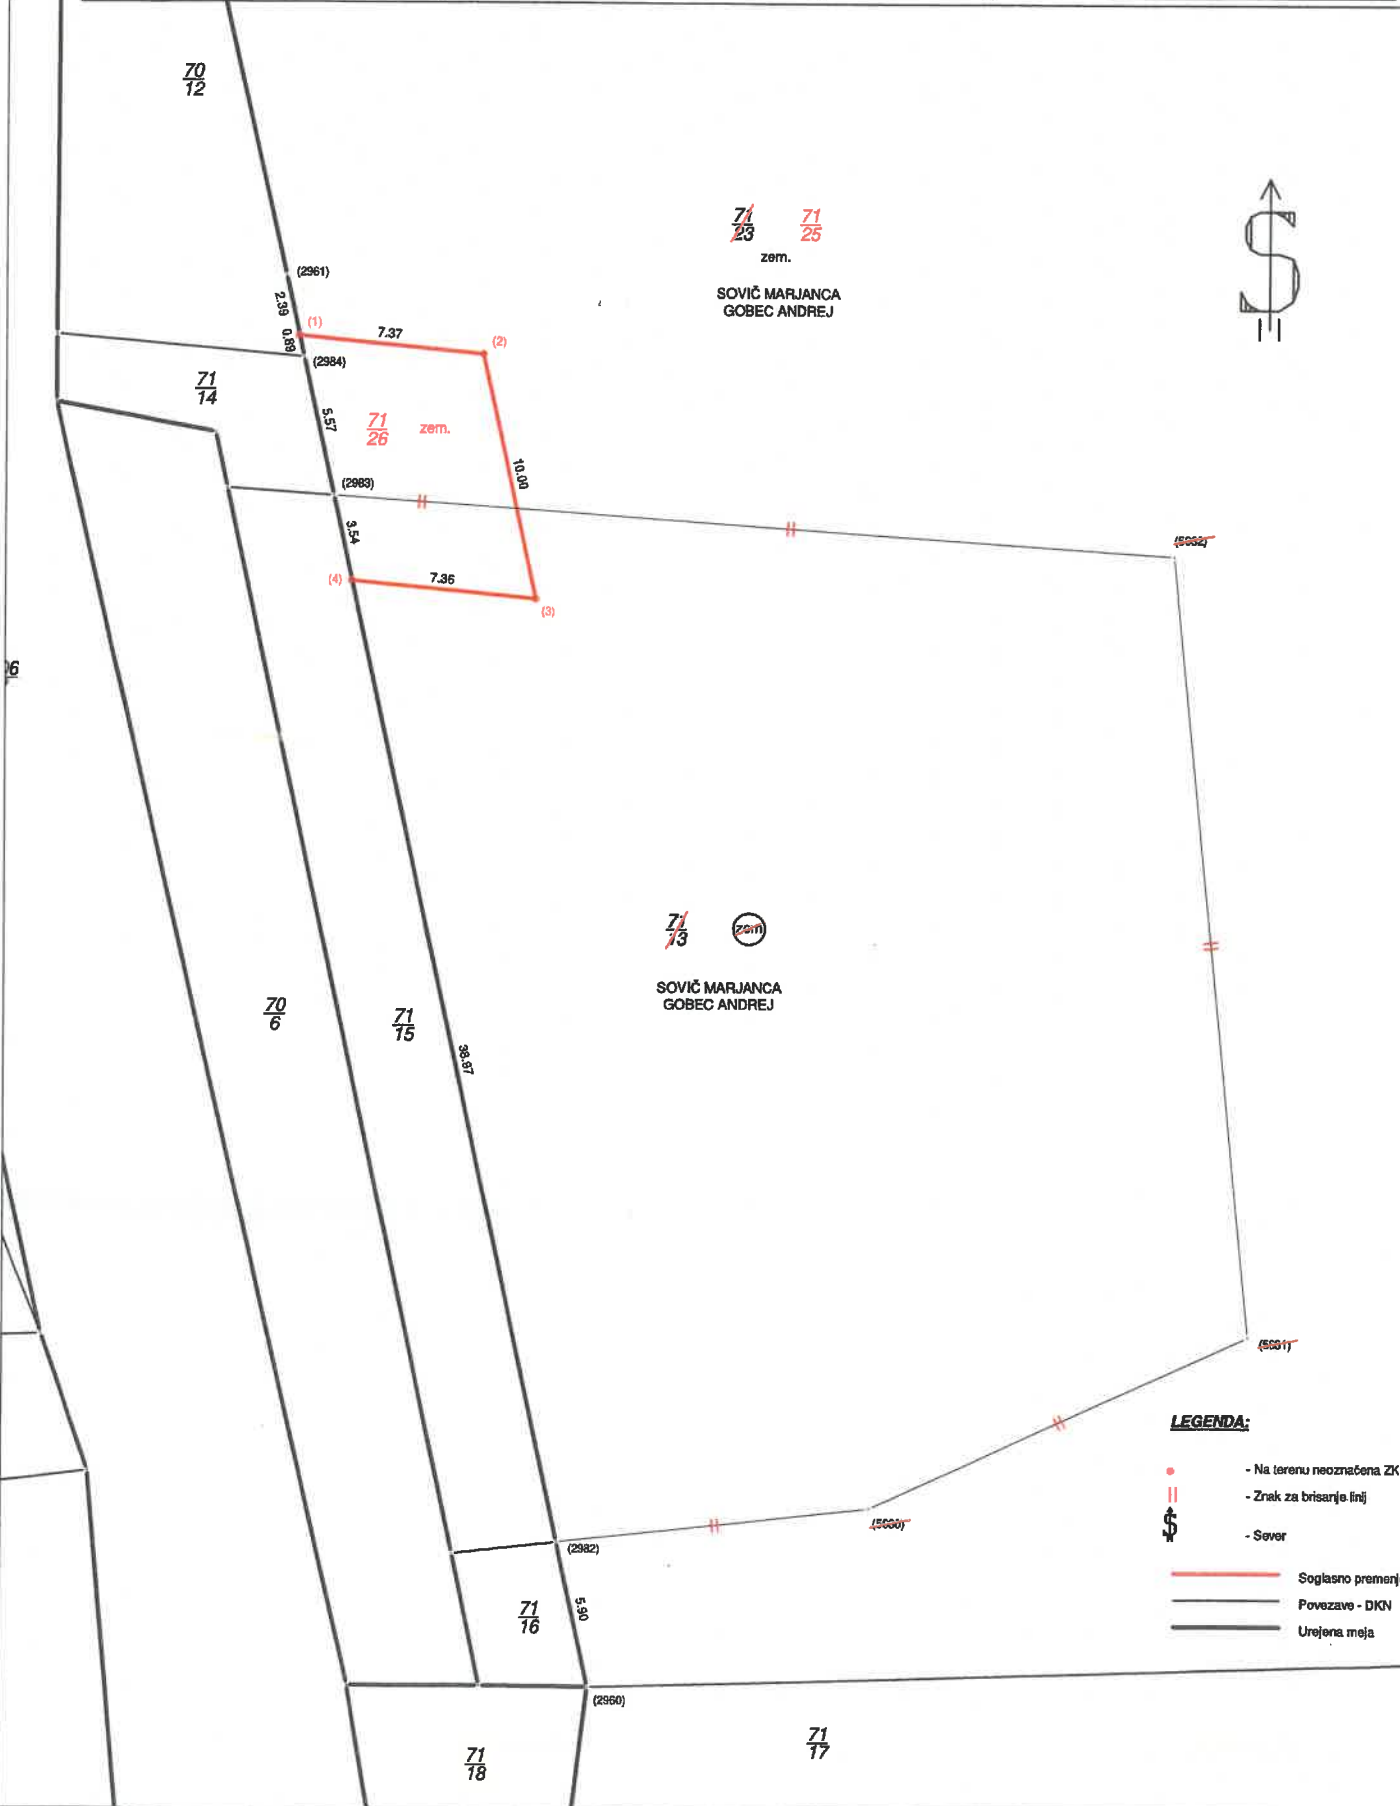 70
12
71
23
71
25
zem.
SOVIČ MARJANCA
GOBEC ANDREJ
S
(2961)
2.39
(1)
0.89
7.37
(2)
(2984)
71
14
5.57
71
26
zem.
10.00
(2983)
3.54
(4)
7.36
(3)
6
71
13
zem
SOVIČ MARJANCA
GOBEC ANDREJ
70
6
71
15
38.87
LEGENDA:
- Na terenu neoznačena ZK
- Znak za brisanje linij
- Sever
Soglasno premenj
Povezave - DKN
Urejena meja
(2982)
5.90
71
16
(2960)
71
17
71
18